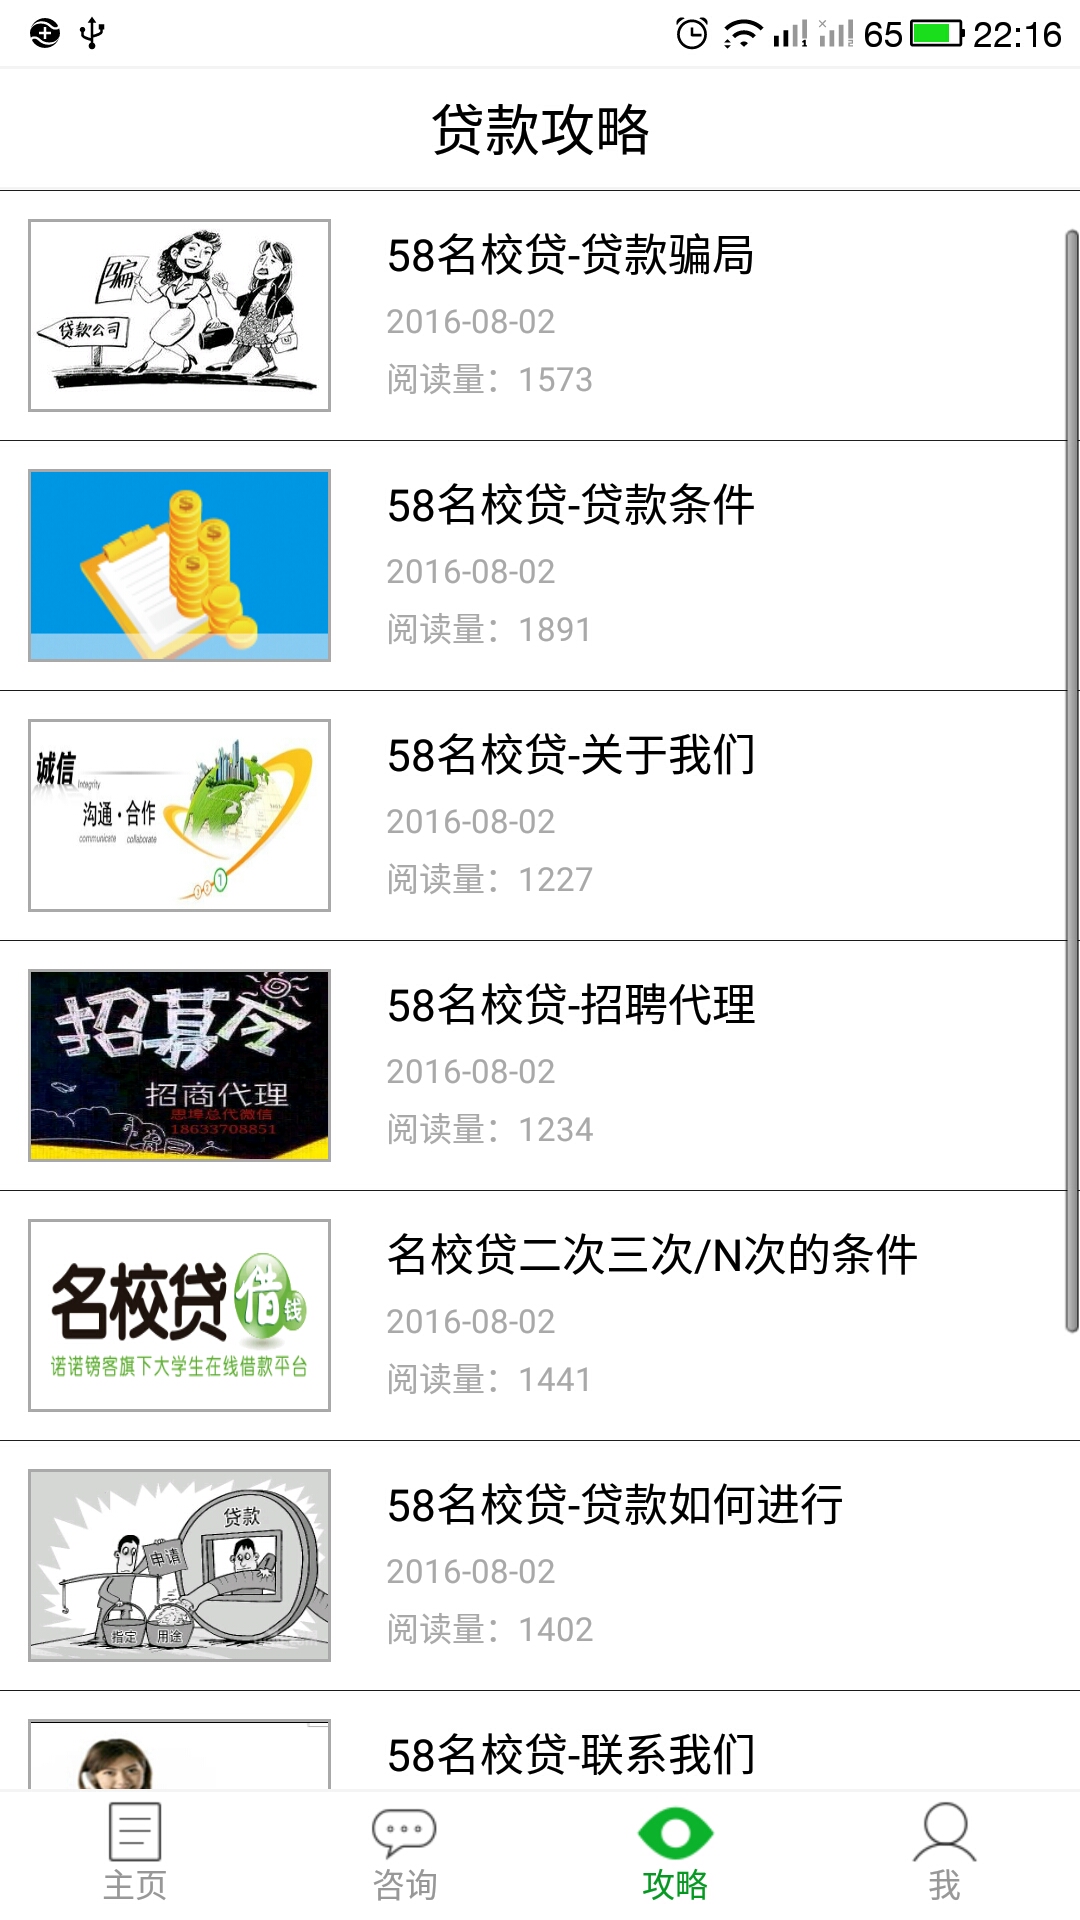 65 22:16
贷款攻略
骗
贷款公司
58名校贷-贷款骗局
2016-08-02
阅读量：1573
58名校贷-贷款条件
2016-08-02
阅读量：1891
诚信
Integrity
沟通·合作
communicate collaborate
58名校贷-关于我们
2016-08-02
阅读量：1227
招募令
招商代理
思埠总代微信
18633708851
58名校贷-招聘代理
2016-08-02
阅读量：1234
名校贷借钱
诺诺镑客旗下大学生在线借款平台
名校贷二次三次/N次的条件
2016-08-02
阅读量：1441
贷款
申请
指定 用途
58名校贷-贷款如何进行
2016-08-02
阅读量：1402
58名校贷-联系我们
主页 咨询 攻略 我